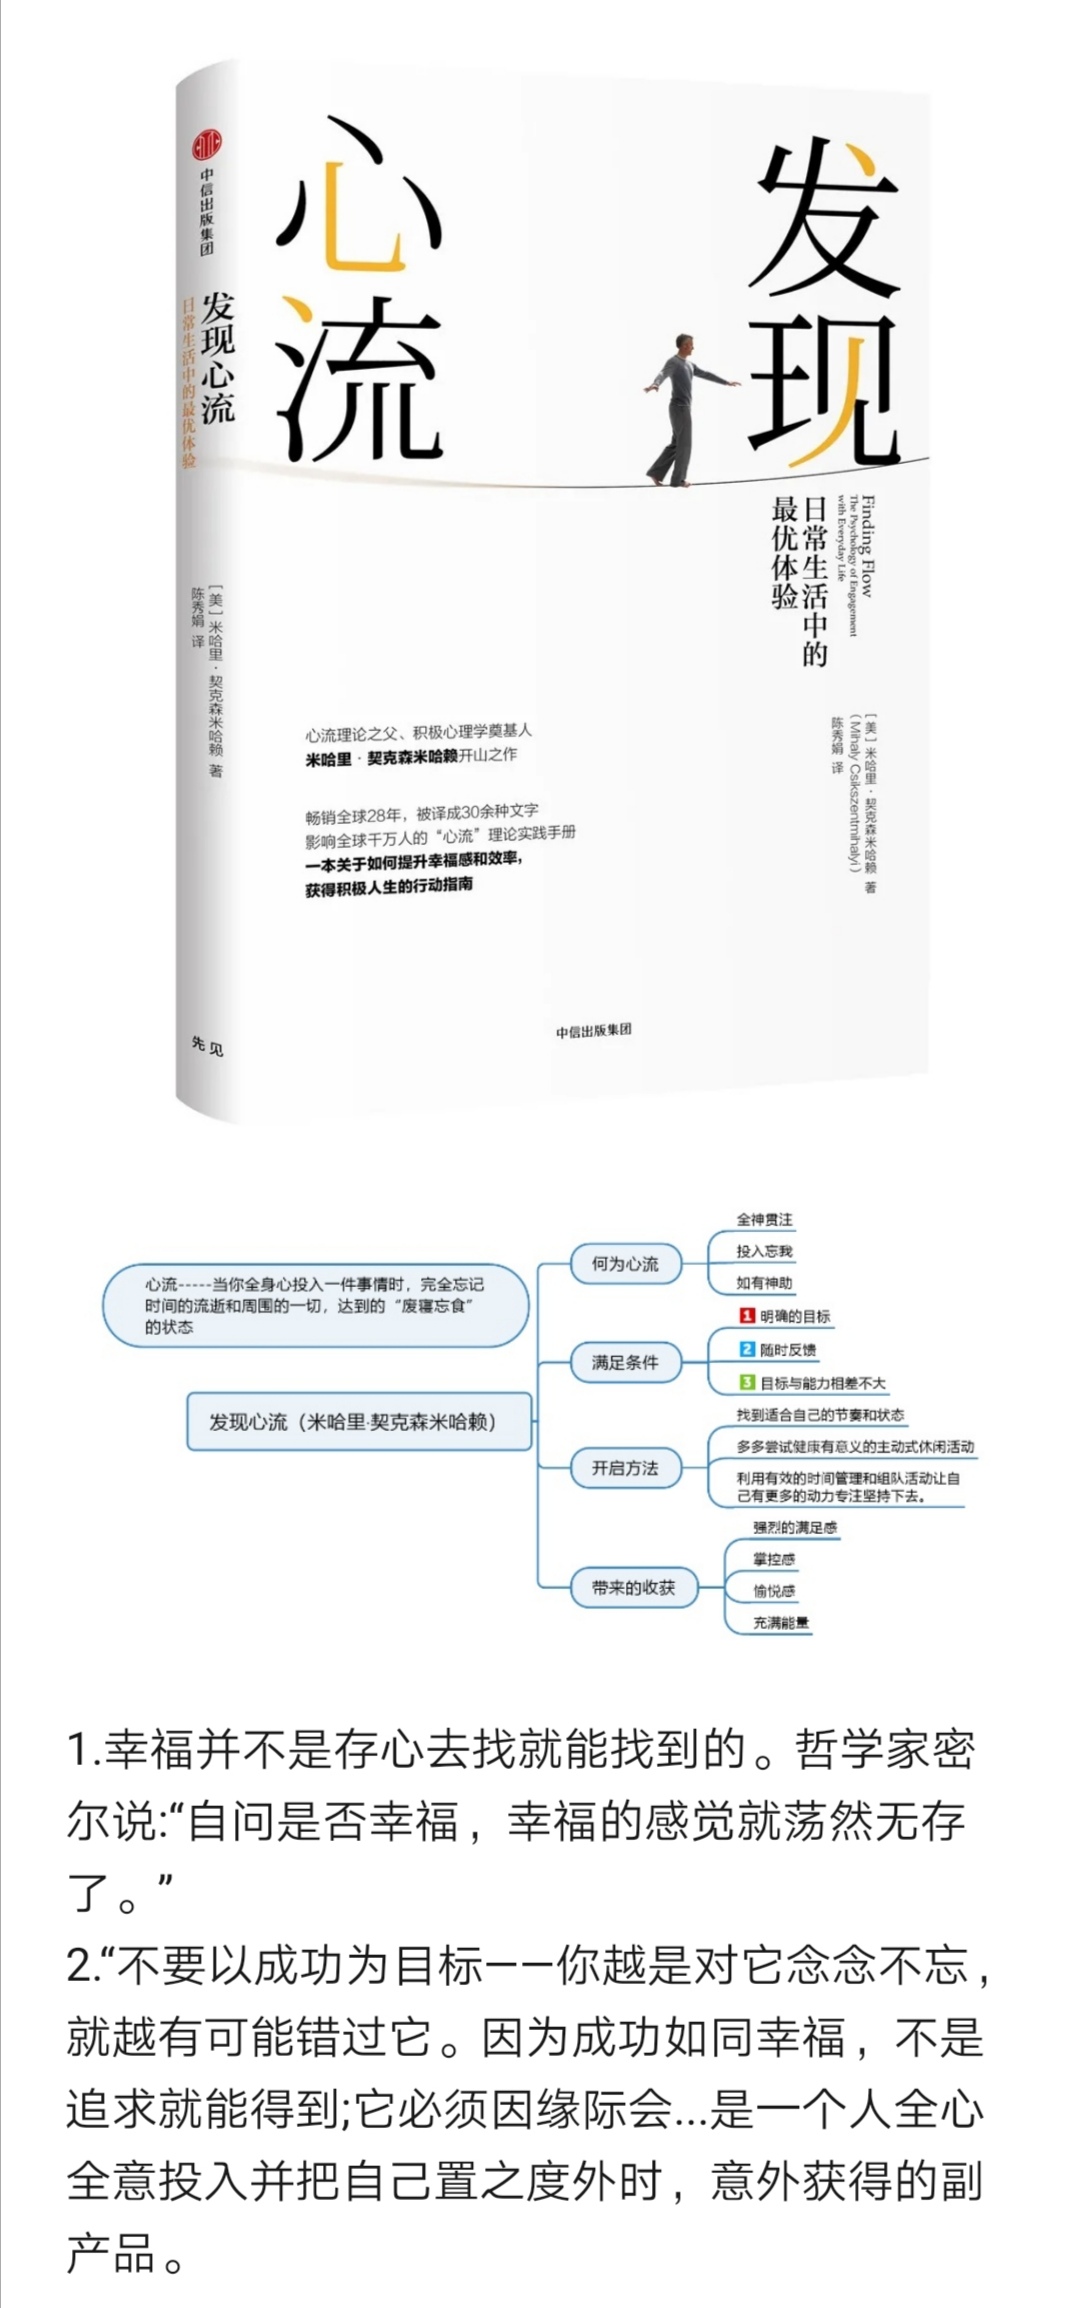 中信出版集团
发现心流
日常生活中的最优体验
[美]米哈里·契克森米哈赖 著
陈秀娟 译
先见
发现
心流
Finding Flow
The Psychology of Engagement
with Everyday Life
日常生活中的
最优体验
[美]米哈里·契克森米哈赖 著
(Mihaly Csikszentmihalyi)
陈秀娟 译
心流理论之父、积极心理学奠基人
米哈里·契克森米哈赖开山之作
畅销全球28年，被译成30余种文字
影响全球千万人的“心流”理论实践手册
一本关于如何提升幸福感和效率，
获得积极人生的行动指南
中信出版集团
心流-----当你全身心投入一件事情时，完全忘记
时间的流逝和周围的一切，达到的“废寝忘食”
的状态
发现心流（米哈里·契克森米哈赖）
何为心流
全神贯注
投入忘我
如有神助
满足条件
1 明确的目标
2 随时反馈
3 目标与能力相差不大
开启方法
找到适合自己的节奏和状态
多多尝试健康有意义的主动式休闲活动
利用有效的时间管理和组队活动让自
己有更多的动力专注坚持下去。
带来的收获
强烈的满足感
掌控感
愉悦感
充满能量
1.幸福并不是存心去找就能找到的。哲学家密
尔说:“自问是否幸福，幸福的感觉就荡然无存
了。”
2.“不要以成功为目标——你越是对它念念不忘，
就越有可能错过它。因为成功如同幸福，不是
追求就能得到;它必须因缘际会...是一个人全心
全意投入并把自己置之度外时，意外获得的副
产品。